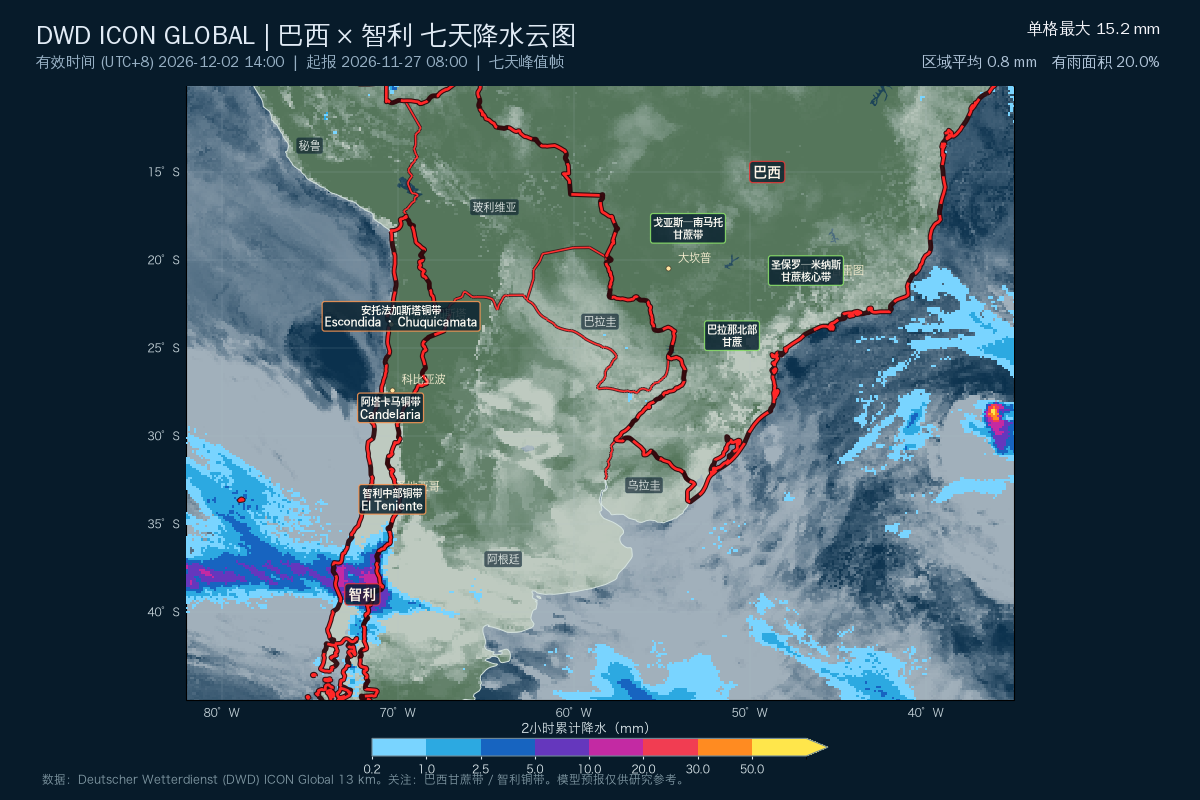 DWD ICON GLOBAL | 巴西 × 智利 七天降水云图
单格最大 15.2 mm
有效时间 (UTC+8) 2026-12-02 14:00 | 起报 2026-11-27 08:00 | 七天峰值帧
区域平均 0.8 mm 有雨面积 20.0%
秘鲁
15° S
巴西
玻利维亚
戈亚斯—南马托
甘蔗带
20° S
大坎普
圣保罗—米纳斯
甘蔗核心带
安托法加斯塔铜带
Escondida · Chuquicamata
巴拉圭
巴拉那北部
甘蔗
25° S
科比亚波
阿塔卡马铜带
Candelaria
30° S
乌拉圭
智利中部铜带
El Teniente
35° S
阿根廷
智利
40° S
80° W
70° W
60° W
50° W
40° W
2小时累计降水（mm）
0.2
1.0
2.5
5.0
10.0
20.0
30.0
50.0
数据：Deutscher Wetterdienst (DWD) ICON Global 13 km。关注：巴西甘蔗带 / 智利铜带。模型预报仅供研究参考。